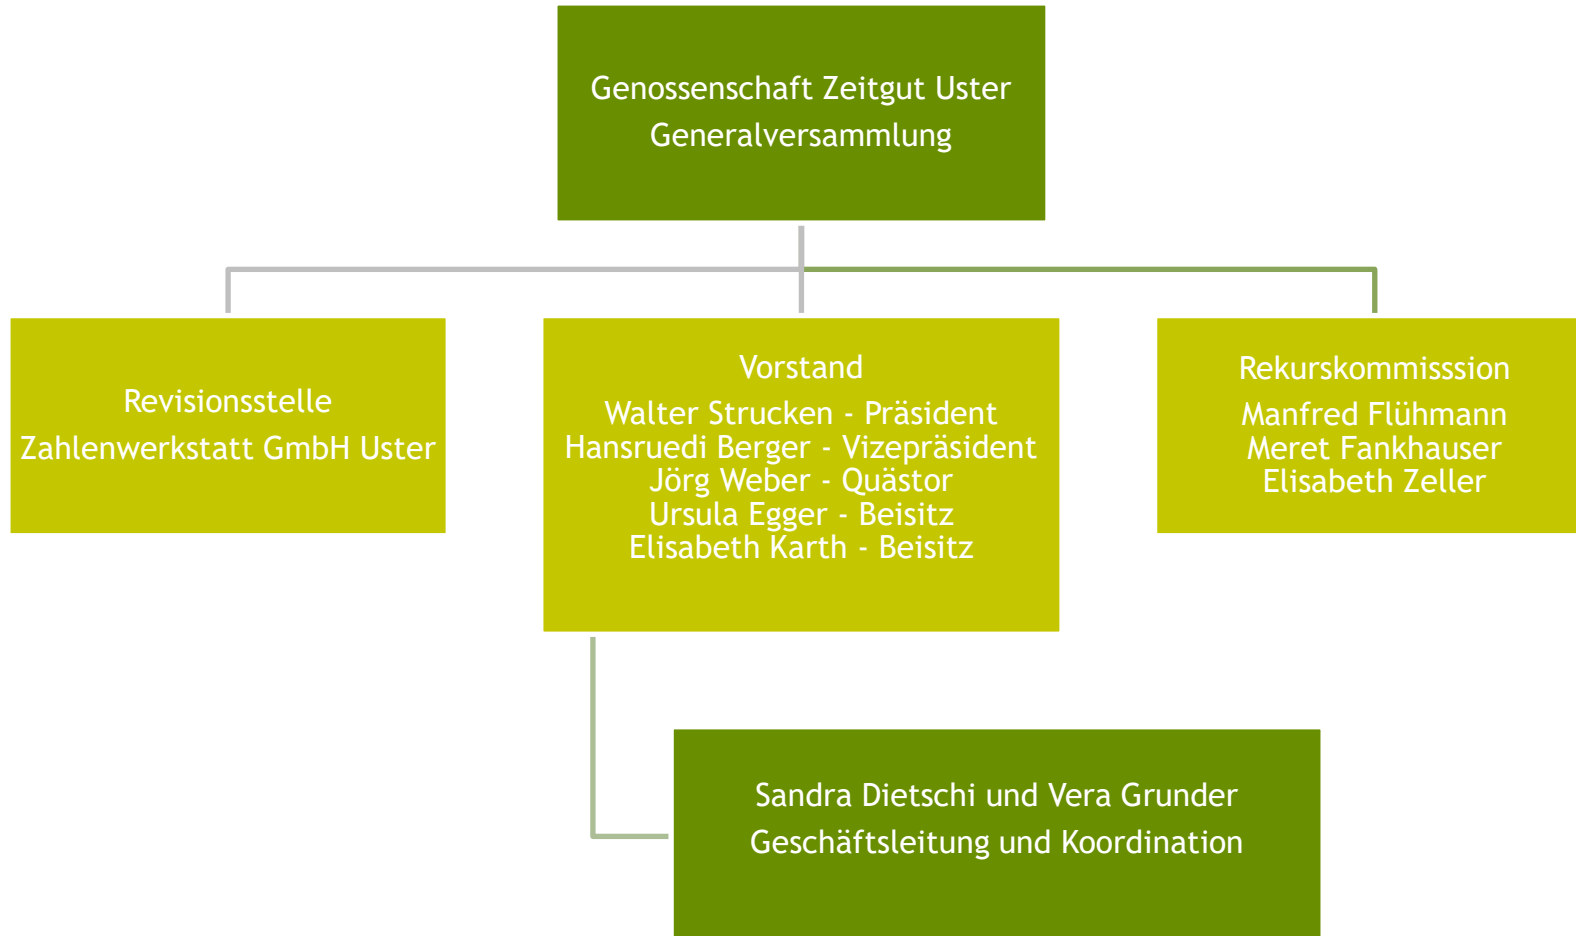 Genossenschaft Zeitgut Uster
Generalversammlung
Revisionsstelle
Zahlenwerkstatt GmbH Uster
Vorstand
Walter Strucken - Präsident
Hansruedi Berger - Vizepräsident
Jörg Weber - Quästor
Ursula Egger - Beisitz
Elisabeth Karth - Beisitz
Rekurskommisssion
Manfred Flühmann
Meret Fankhauser
Elisabeth Zeller
Sandra Dietschi und Vera Grunder
Geschäftsleitung und Koordination